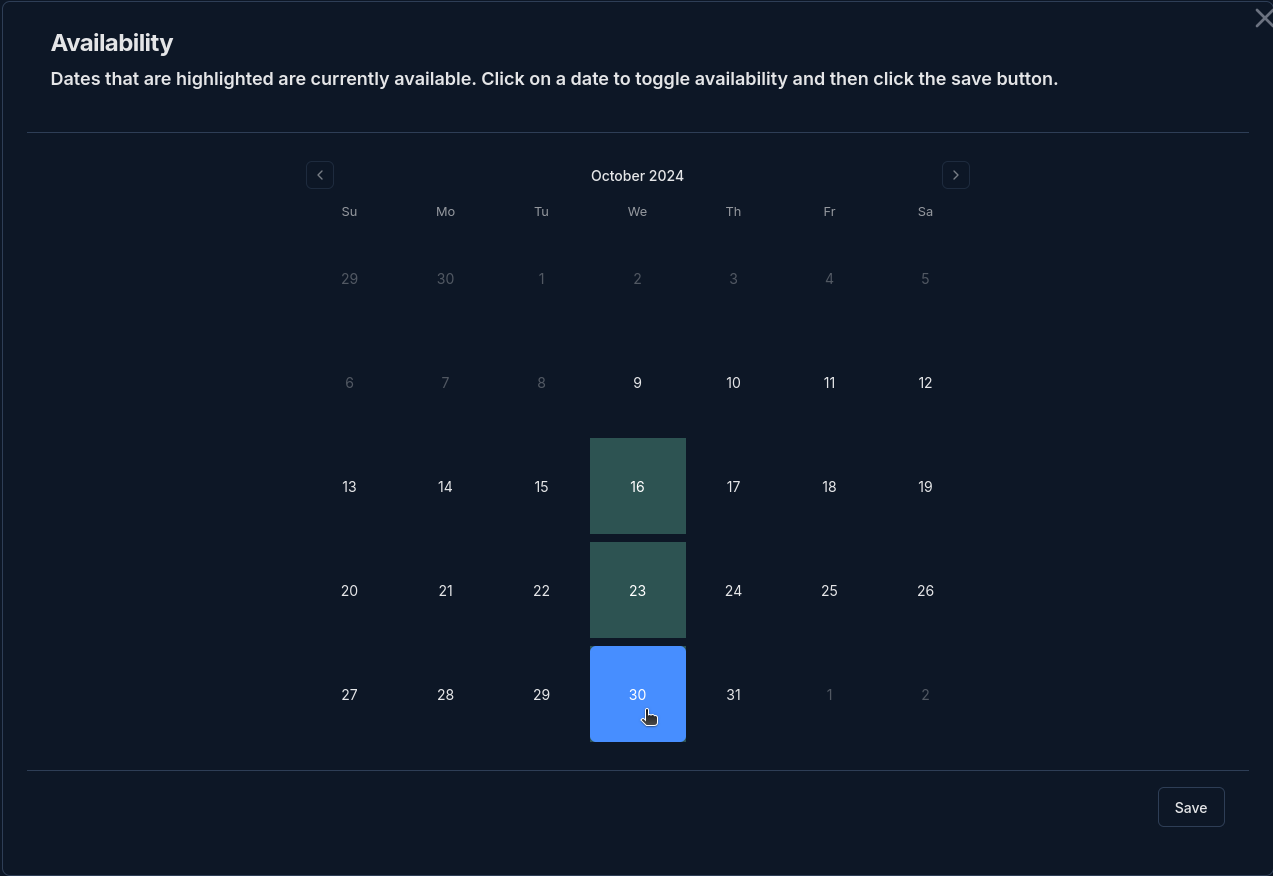 Availability
Dates that are highlighted are currently available. Click on a date to toggle availability and then click the save button.
October 2024
Su Mo Tu We Th Fr Sa
29 30 1 2 3 4 5
6 7 8 9 10 11 12
13 14 15 16 17 18 19
20 21 22 23 24 25 26
27 28 29 30 31 1 2
Save